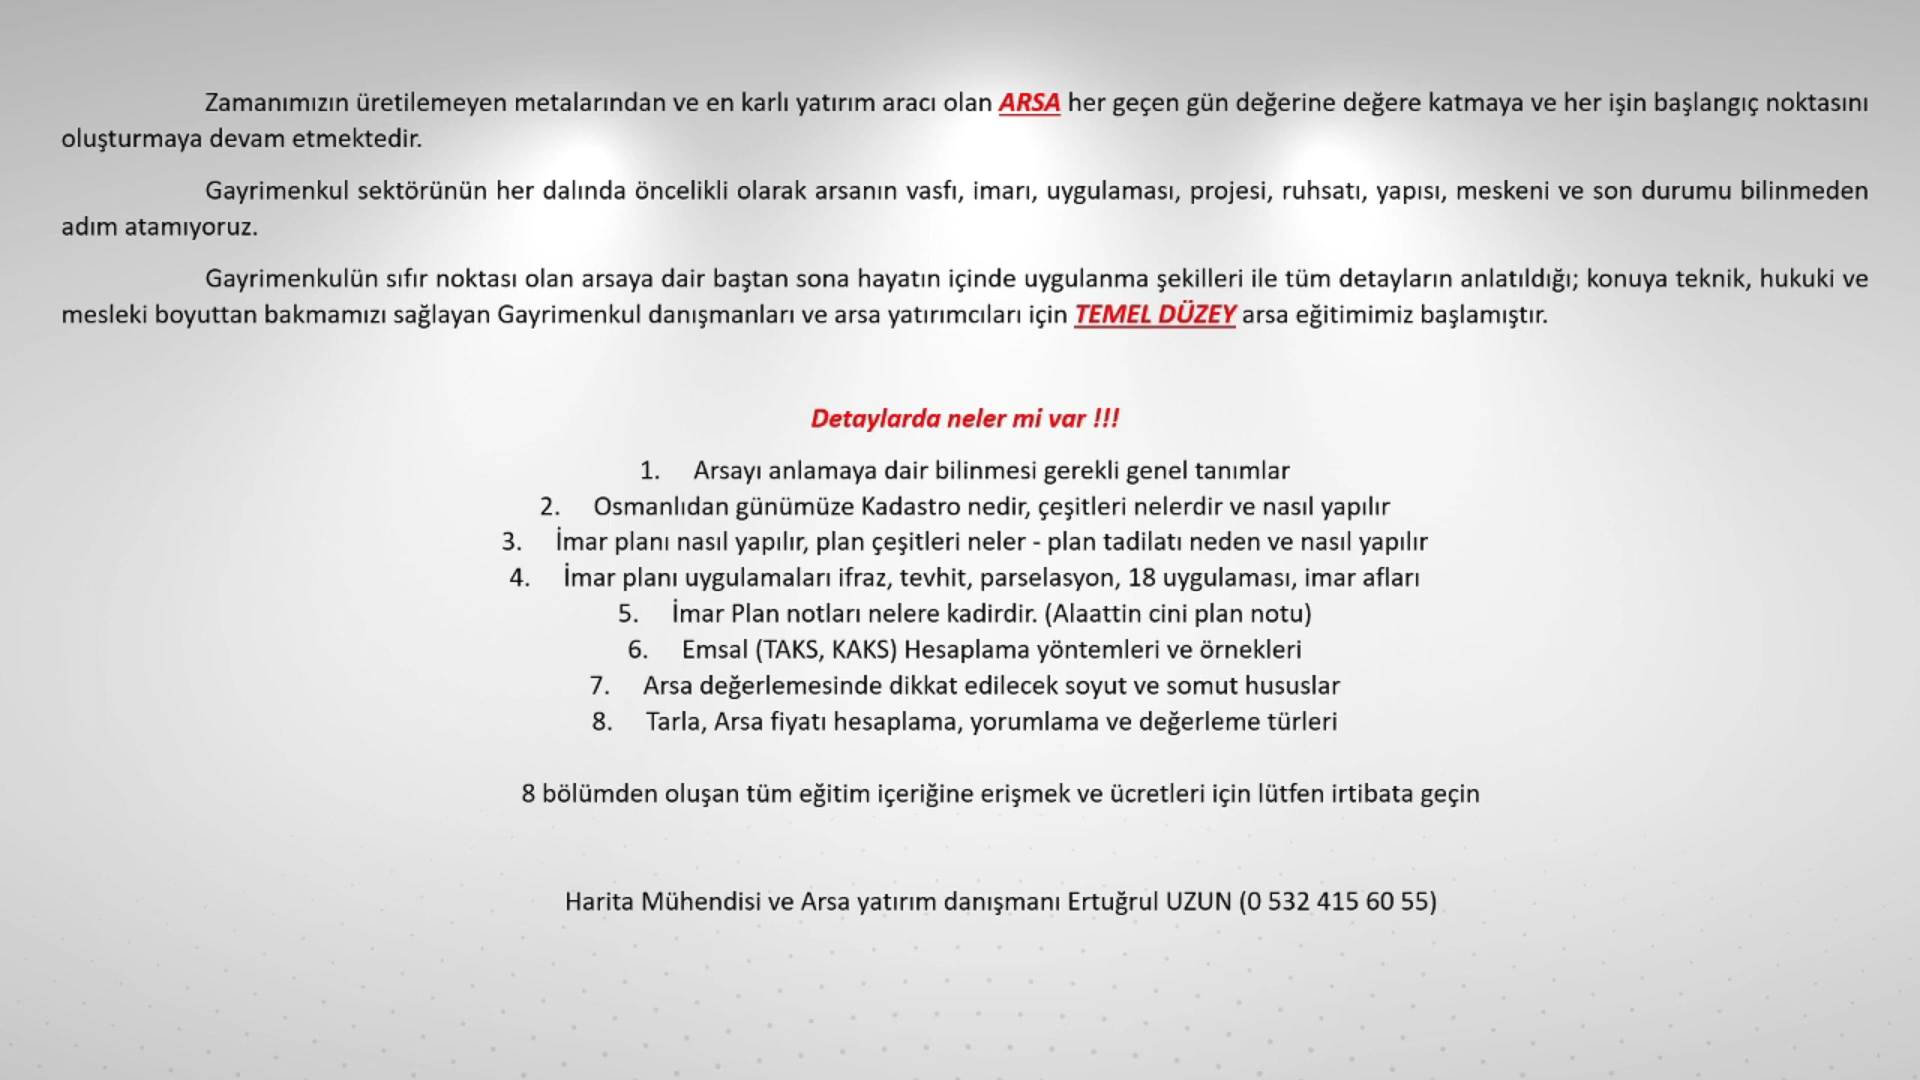 Zamanımızın üretilemeyen metalarından ve en karlı yatırım aracı olan ARSA her geçen gün değerine değere katmaya ve her işin başlangıç noktasını
oluşturmaya devam etmektedir.
Gayrimenkul sektörünün her dalında öncelikli olarak arsanın vasfı, imarı, uygulaması, projesi, ruhsatı, yapısı, meskeni ve son durumu bilinmeden
adım atamıyoruz.
Gayrimenkulün sıfır noktası olan arsaya dair baştan sona hayatın içinde uygulanma şekilleri ile tüm detayların anlatıldığı; konuya teknik, hukuki ve
mesleki boyuttan bakmamızı sağlayan Gayrimenkul danışmanları ve arsa yatırımcıları için TEMEL DÜZEY arsa eğitimimiz başlamıştır.
Detaylarda neler mi var !!!
1. Arsayı anlamaya dair bilinmesi gerekli genel tanımlar
2. Osmanlıdan günümüze Kadastro nedir, çeşitleri nelerdir ve nasıl yapılır
3. İmar planı nasıl yapılır, plan çeşitleri neler - plan tadilatı neden ve nasıl yapılır
4. İmar planı uygulamaları ifraz, tevhit, parselasyon, 18 uygulaması, imar afları
5. İmar Plan notları nelere kadirdir. (Alaattin cini plan notu)
6. Emsal (TAKS, KAKS) Hesaplama yöntemleri ve örnekleri
7. Arsa değerlemesinde dikkat edilecek soyut ve somut hususlar
8. Tarla, Arsa fiyatı hesaplama, yorumlama ve değerleme türleri
8 bölümden oluşan tüm eğitim içeriğine erişmek ve ücretleri için lütfen irtibata geçin
Harita Mühendisi ve Arsa yatırım danışmanı Ertuğrul UZUN (0 532 415 60 55)